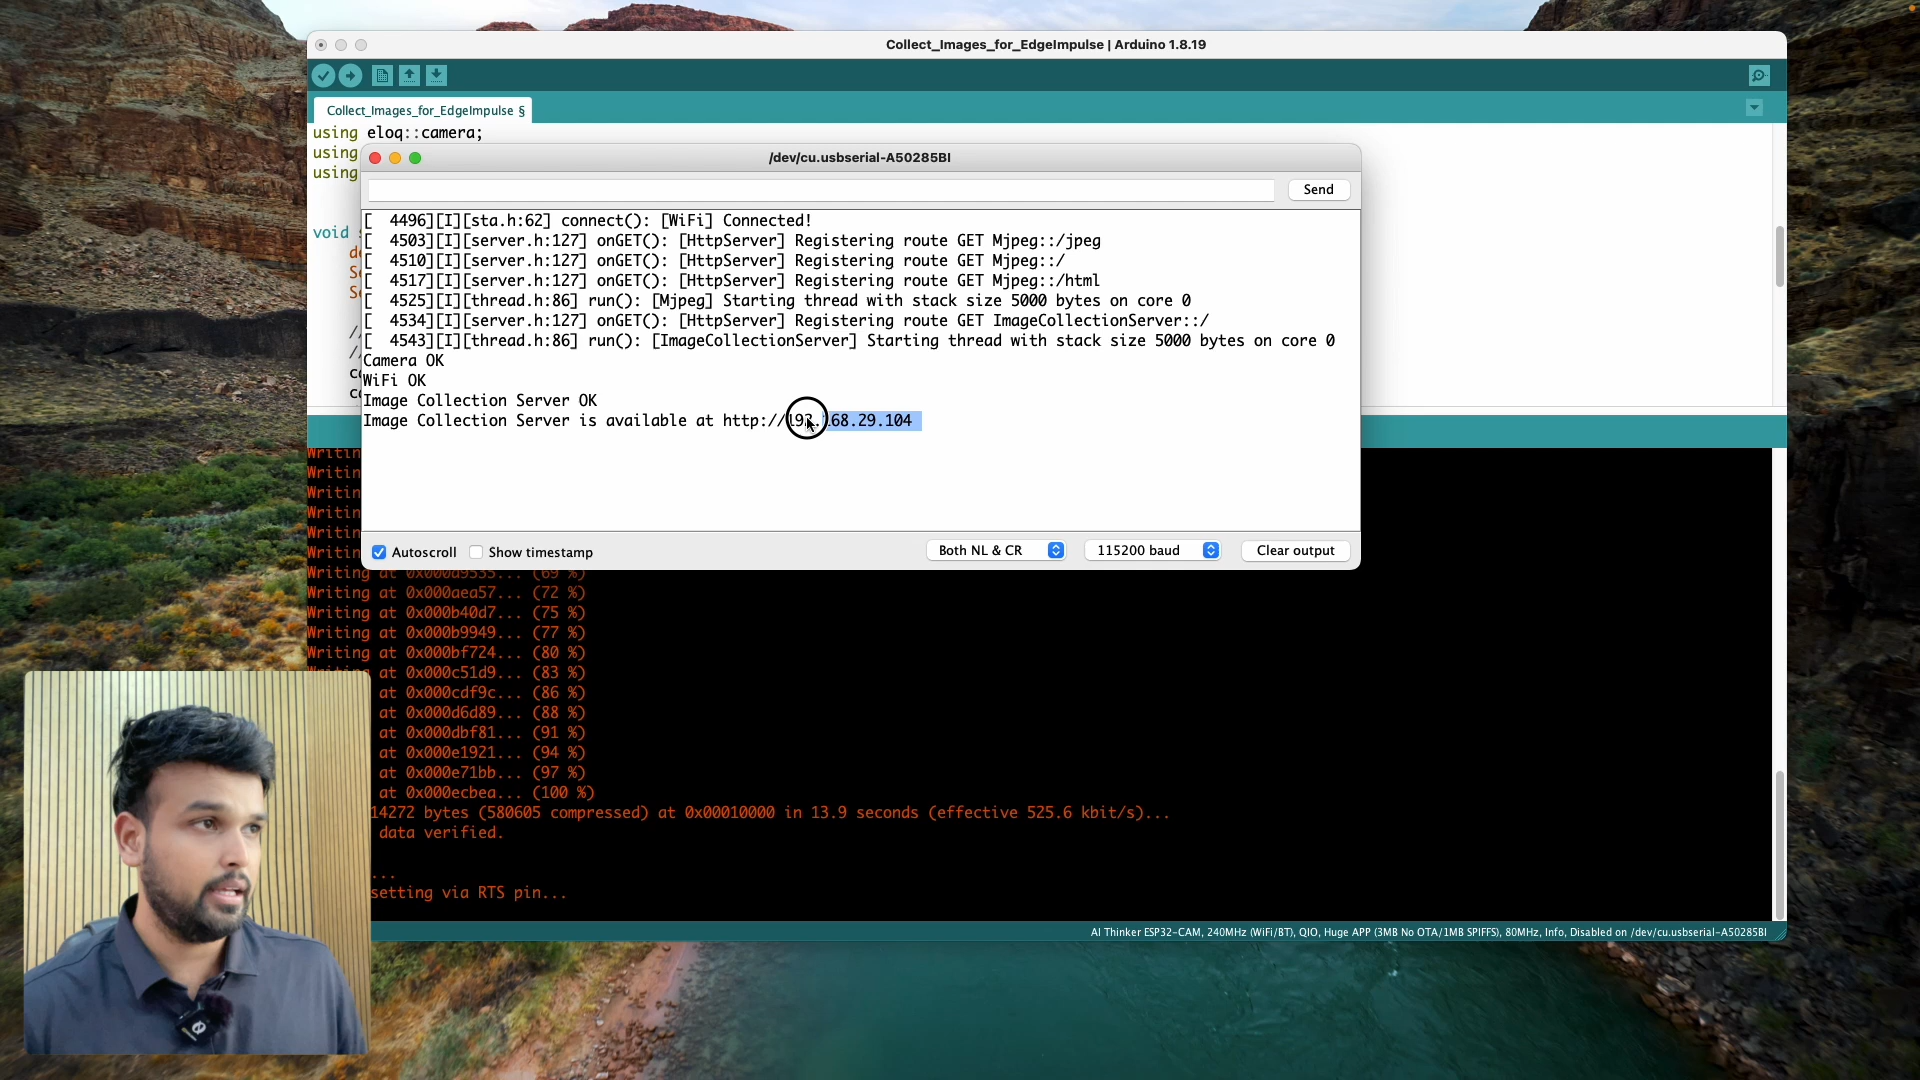 Collect_Images_for_EdgeImpulse | Arduino 1.8.19
Collect_Images_for_EdgeImpulse §
using eloq::camera;
using
using
void
/dev/cu.usbserial-A50285BI
Send
[  4496][I][sta.h:62] connect(): [WiFi] Connected!
[  4503][I][server.h:127] onGET(): [HttpServer] Registering route GET Mjpeg::/jpeg
[  4510][I][server.h:127] onGET(): [HttpServer] Registering route GET Mjpeg::/
[  4517][I][server.h:127] onGET(): [HttpServer] Registering route GET Mjpeg::/html
[  4525][I][thread.h:86] run(): [Mjpeg] Starting thread with stack size 5000 bytes on core 0
[  4534][I][server.h:127] onGET(): [HttpServer] Registering route GET ImageCollectionServer::/
[  4543][I][thread.h:86] run(): [ImageCollectionServer] Starting thread with stack size 5000 bytes on core 0
Camera OK
WiFi OK
Image Collection Server OK
Image Collection Server is available at http://192.168.29.104
Autoscroll
Show timestamp
Both NL & CR
115200 baud
Clear output
Writing at 0x000a9535... (69 %)
Writing at 0x000aea57... (72 %)
Writing at 0x000b40d7... (75 %)
Writing at 0x000b9949... (77 %)
Writing at 0x000bf724... (80 %)
at 0x000c51d9... (83 %)
at 0x000cdf9c... (86 %)
at 0x000d6d89... (88 %)
at 0x000dbf81... (91 %)
at 0x000e1921... (94 %)
at 0x000e71bb... (97 %)
at 0x000ecbea... (100 %)
14272 bytes (580605 compressed) at 0x00010000 in 13.9 seconds (effective 525.6 kbit/s)...
data verified.
...
setting via RTS pin...
AI Thinker ESP32-CAM, 240MHz (WiFi/BT), QIO, Huge APP (3MB No OTA/1MB SPIFFS), 80MHz, Info, Disabled on /dev/cu.usbserial-A50285BI